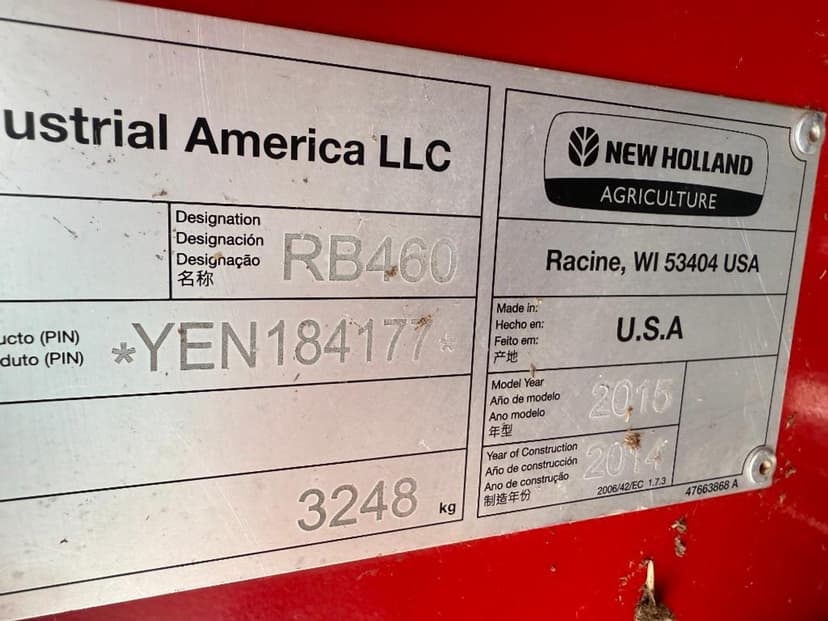 ustrial America LLC
Designation
Designación
Designação
名称
RB460
ucto (PIN)
duto (PIN)
*YEN184177*
3248 kg
NEW HOLLAND
AGRICULTURE
Racine, WI 53404 USA
Made in:
Hecho en:
Feito em:
产地
U.S.A
Model Year
Año de modelo
Ano modelo
年型
2015
Year of Construction
Año de construcción
Ano de construção
制造年份
2014
2006/42/EC 1.7.3
47663868 A